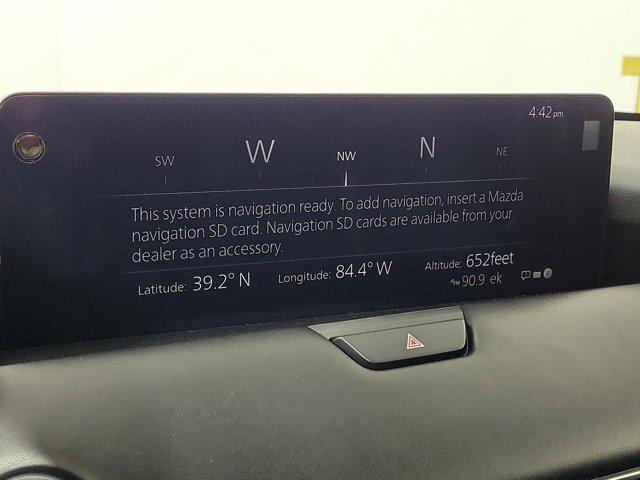 4:42pm
SW W NW N NE
This system is navigation ready. To add navigation, insert a Mazda
navigation SD card. Navigation SD cards are available from your
dealer as an accessory.
Latitude: 39.2° N Longitude: 84.4° W Altitude: 652feet
FM 90.9 ek